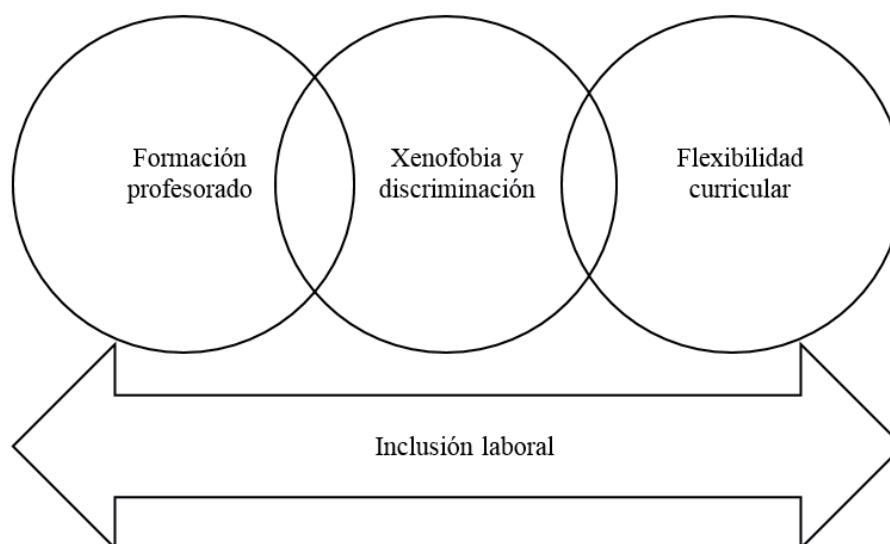 Formación
profesorado
Xenofobia y
discriminación
Flexibilidad
curricular
Inclusión laboral